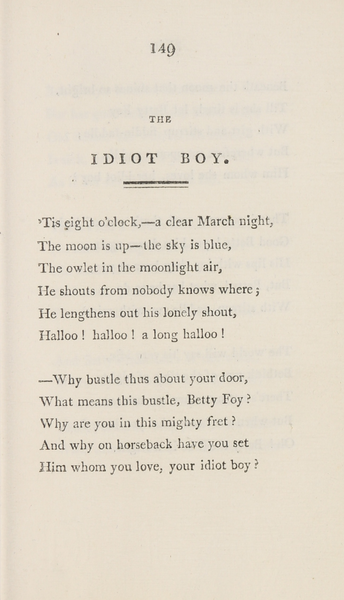 149
THE
IDIOT BOY.
'Tis eight o'clock,—a clear March night,
The moon is up—the sky is blue,
The owlet in the moonlight air,
He shouts from nobody knows where;
He lengthens out his lonely shout,
Halloo! halloo! a long halloo!
—Why bustle thus about your door,
What means this bustle, Betty Foy?
Why are you in this mighty fret?
And why on horseback have you set
Him whom you love, your idiot boy?